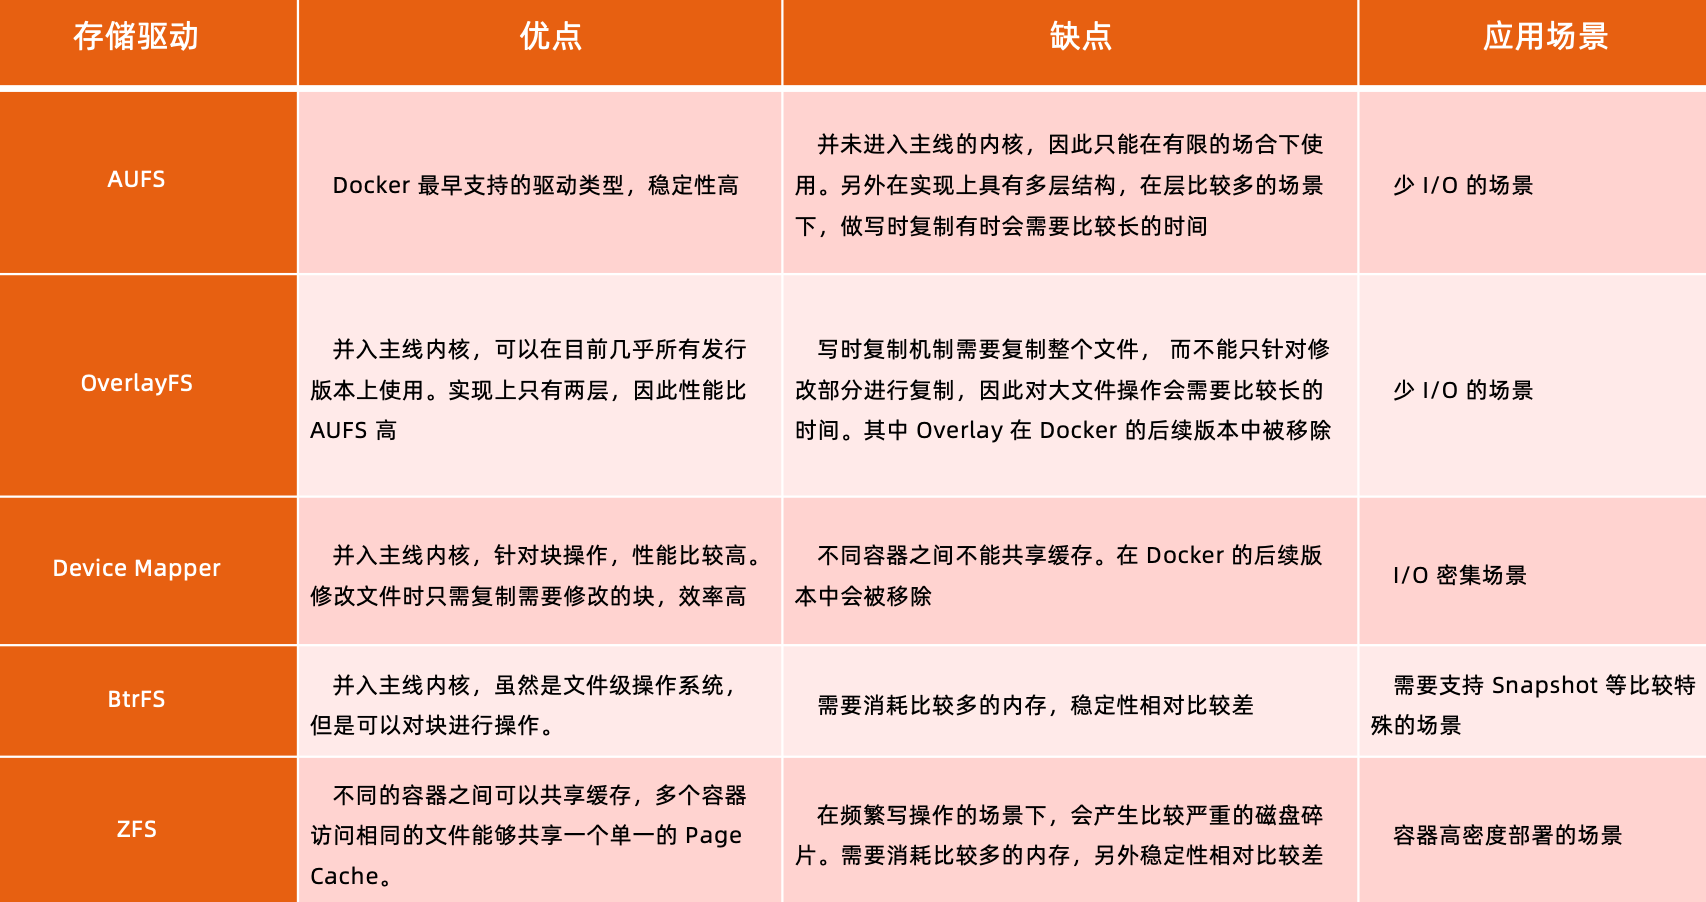 存储驱动
优点
缺点
应用场景
AUFS
Docker 最早支持的驱动类型，稳定性高
并未进入主线的内核，因此只能在有限的场合下使
用。另外在实现上具有多层结构，在层比较多的场景
下，做写时复制有时会需要比较长的时间
少 I/O 的场景
OverlayFS
并入主线内核，可以在目前几乎所有发行
版本上使用。实现上只有两层，因此性能比
AUFS 高
写时复制机制需要复制整个文件， 而不能只针对修
改部分进行复制，因此对大文件操作会需要比较长的
时间。其中 Overlay 在 Docker 的后续版本中被移除
少 I/O 的场景
Device Mapper
并入主线内核，针对块操作，性能比较高。
修改文件时只需复制需要修改的块，效率高
不同容器之间不能共享缓存。在 Docker 的后续版
本中会被移除
I/O 密集场景
BtrFS
并入主线内核，虽然是文件级操作系统，
但是可以对块进行操作。
需要消耗比较多的内存，稳定性相对比较差
需要支持 Snapshot 等比较特
殊的场景
ZFS
不同的容器之间可以共享缓存，多个容器
访问相同的文件能够共享一个单一的 Page
Cache。
在频繁写操作的场景下，会产生比较严重的磁盘碎
片。需要消耗比较多的内存，另外稳定性相对比较差
容器高密度部署的场景